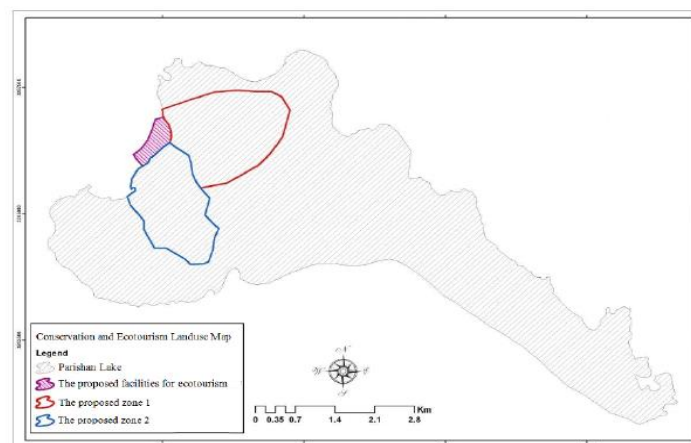 N
W
E
S
Conservation and Ecotourism Landuse Map
Legend
Parishan Lake
The proposed facilities for ecotourism
The proposed zone 1
The proposed zone 2
Km
0 0.35 0.7 1.4 2.1 2.8